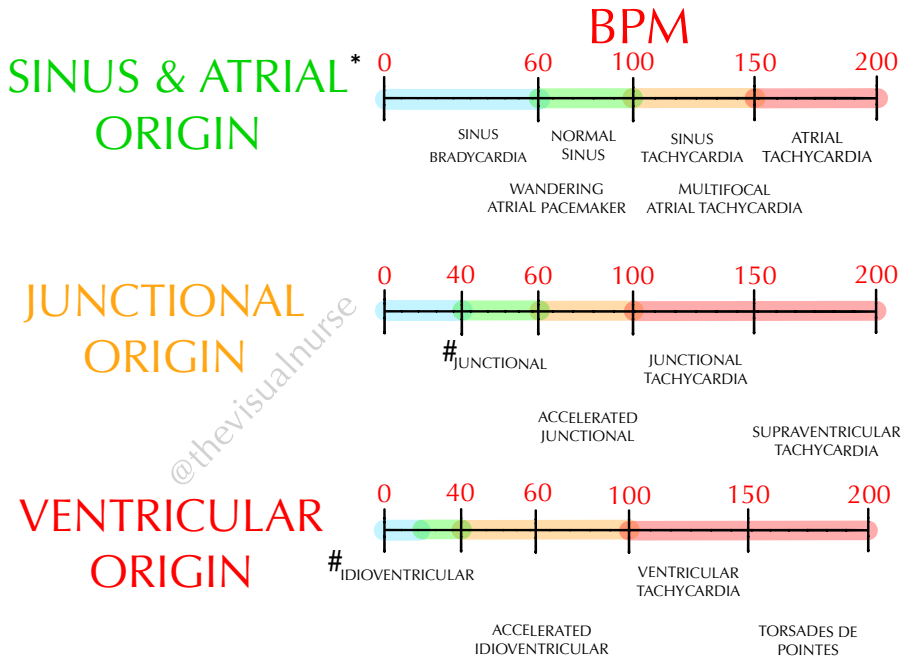 BPM
SINUS & ATRIAL*
ORIGIN
0 60 100 150 200
SINUS
BRADYCARDIA
NORMAL
SINUS
SINUS
TACHYCARDIA
ATRIAL
TACHYCARDIA
WANDERING
ATRIAL PACEMAKER
MULTIFOCAL
ATRIAL TACHYCARDIA
JUNCTIONAL
ORIGIN
0 40 60 100 150 200
#JUNCTIONAL
JUNCTIONAL
TACHYCARDIA
ACCELERATED
JUNCTIONAL
SUPRAVENTRICULAR
TACHYCARDIA
@thevisualnurse
VENTRICULAR
ORIGIN
0 40 60 100 150 200
#IDIOVENTRICULAR
VENTRICULAR
TACHYCARDIA
ACCELERATED
IDIOVENTRICULAR
TORSADES DE
POINTES